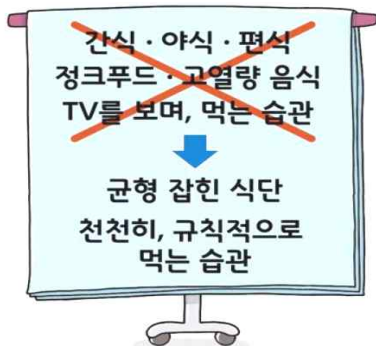 간식 · 야식 · 편식
정크푸드 · 고열량 음식
TV를 보며, 먹는 습관
균형 잡힌 식단
천천히, 규칙적으로
먹는 습관